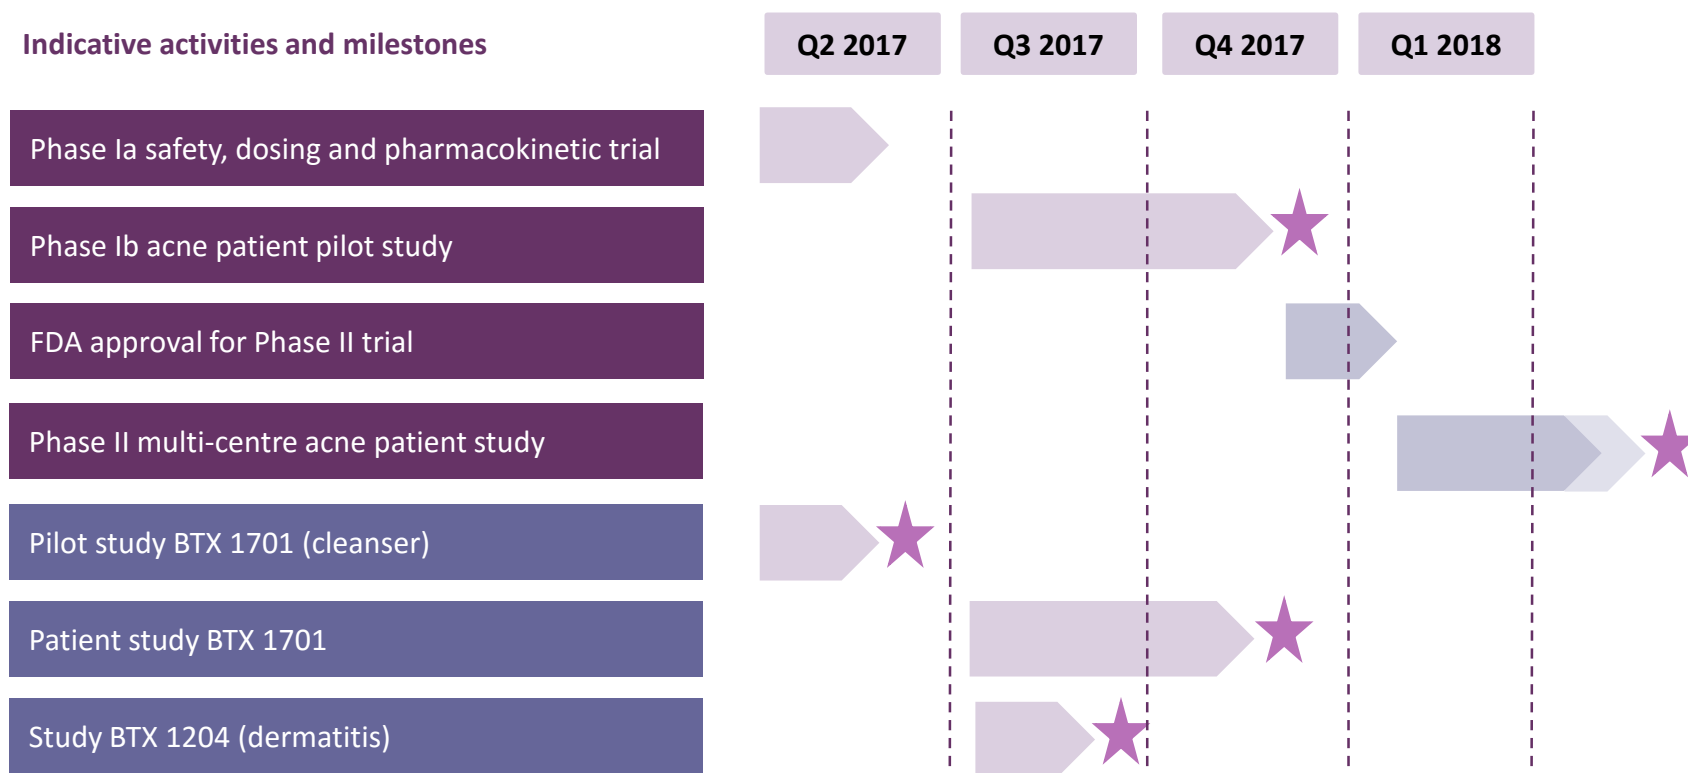 Indicative activities and milestones
Q2 2017
Q3 2017
Q4 2017
Q1 2018
Phase Ia safety, dosing and pharmacokinetic trial
Phase Ib acne patient pilot study
FDA approval for Phase II trial
Phase II multi-centre acne patient study
Pilot study BTX 1701 (cleanser)
Patient study BTX 1701
Study BTX 1204 (dermatitis)